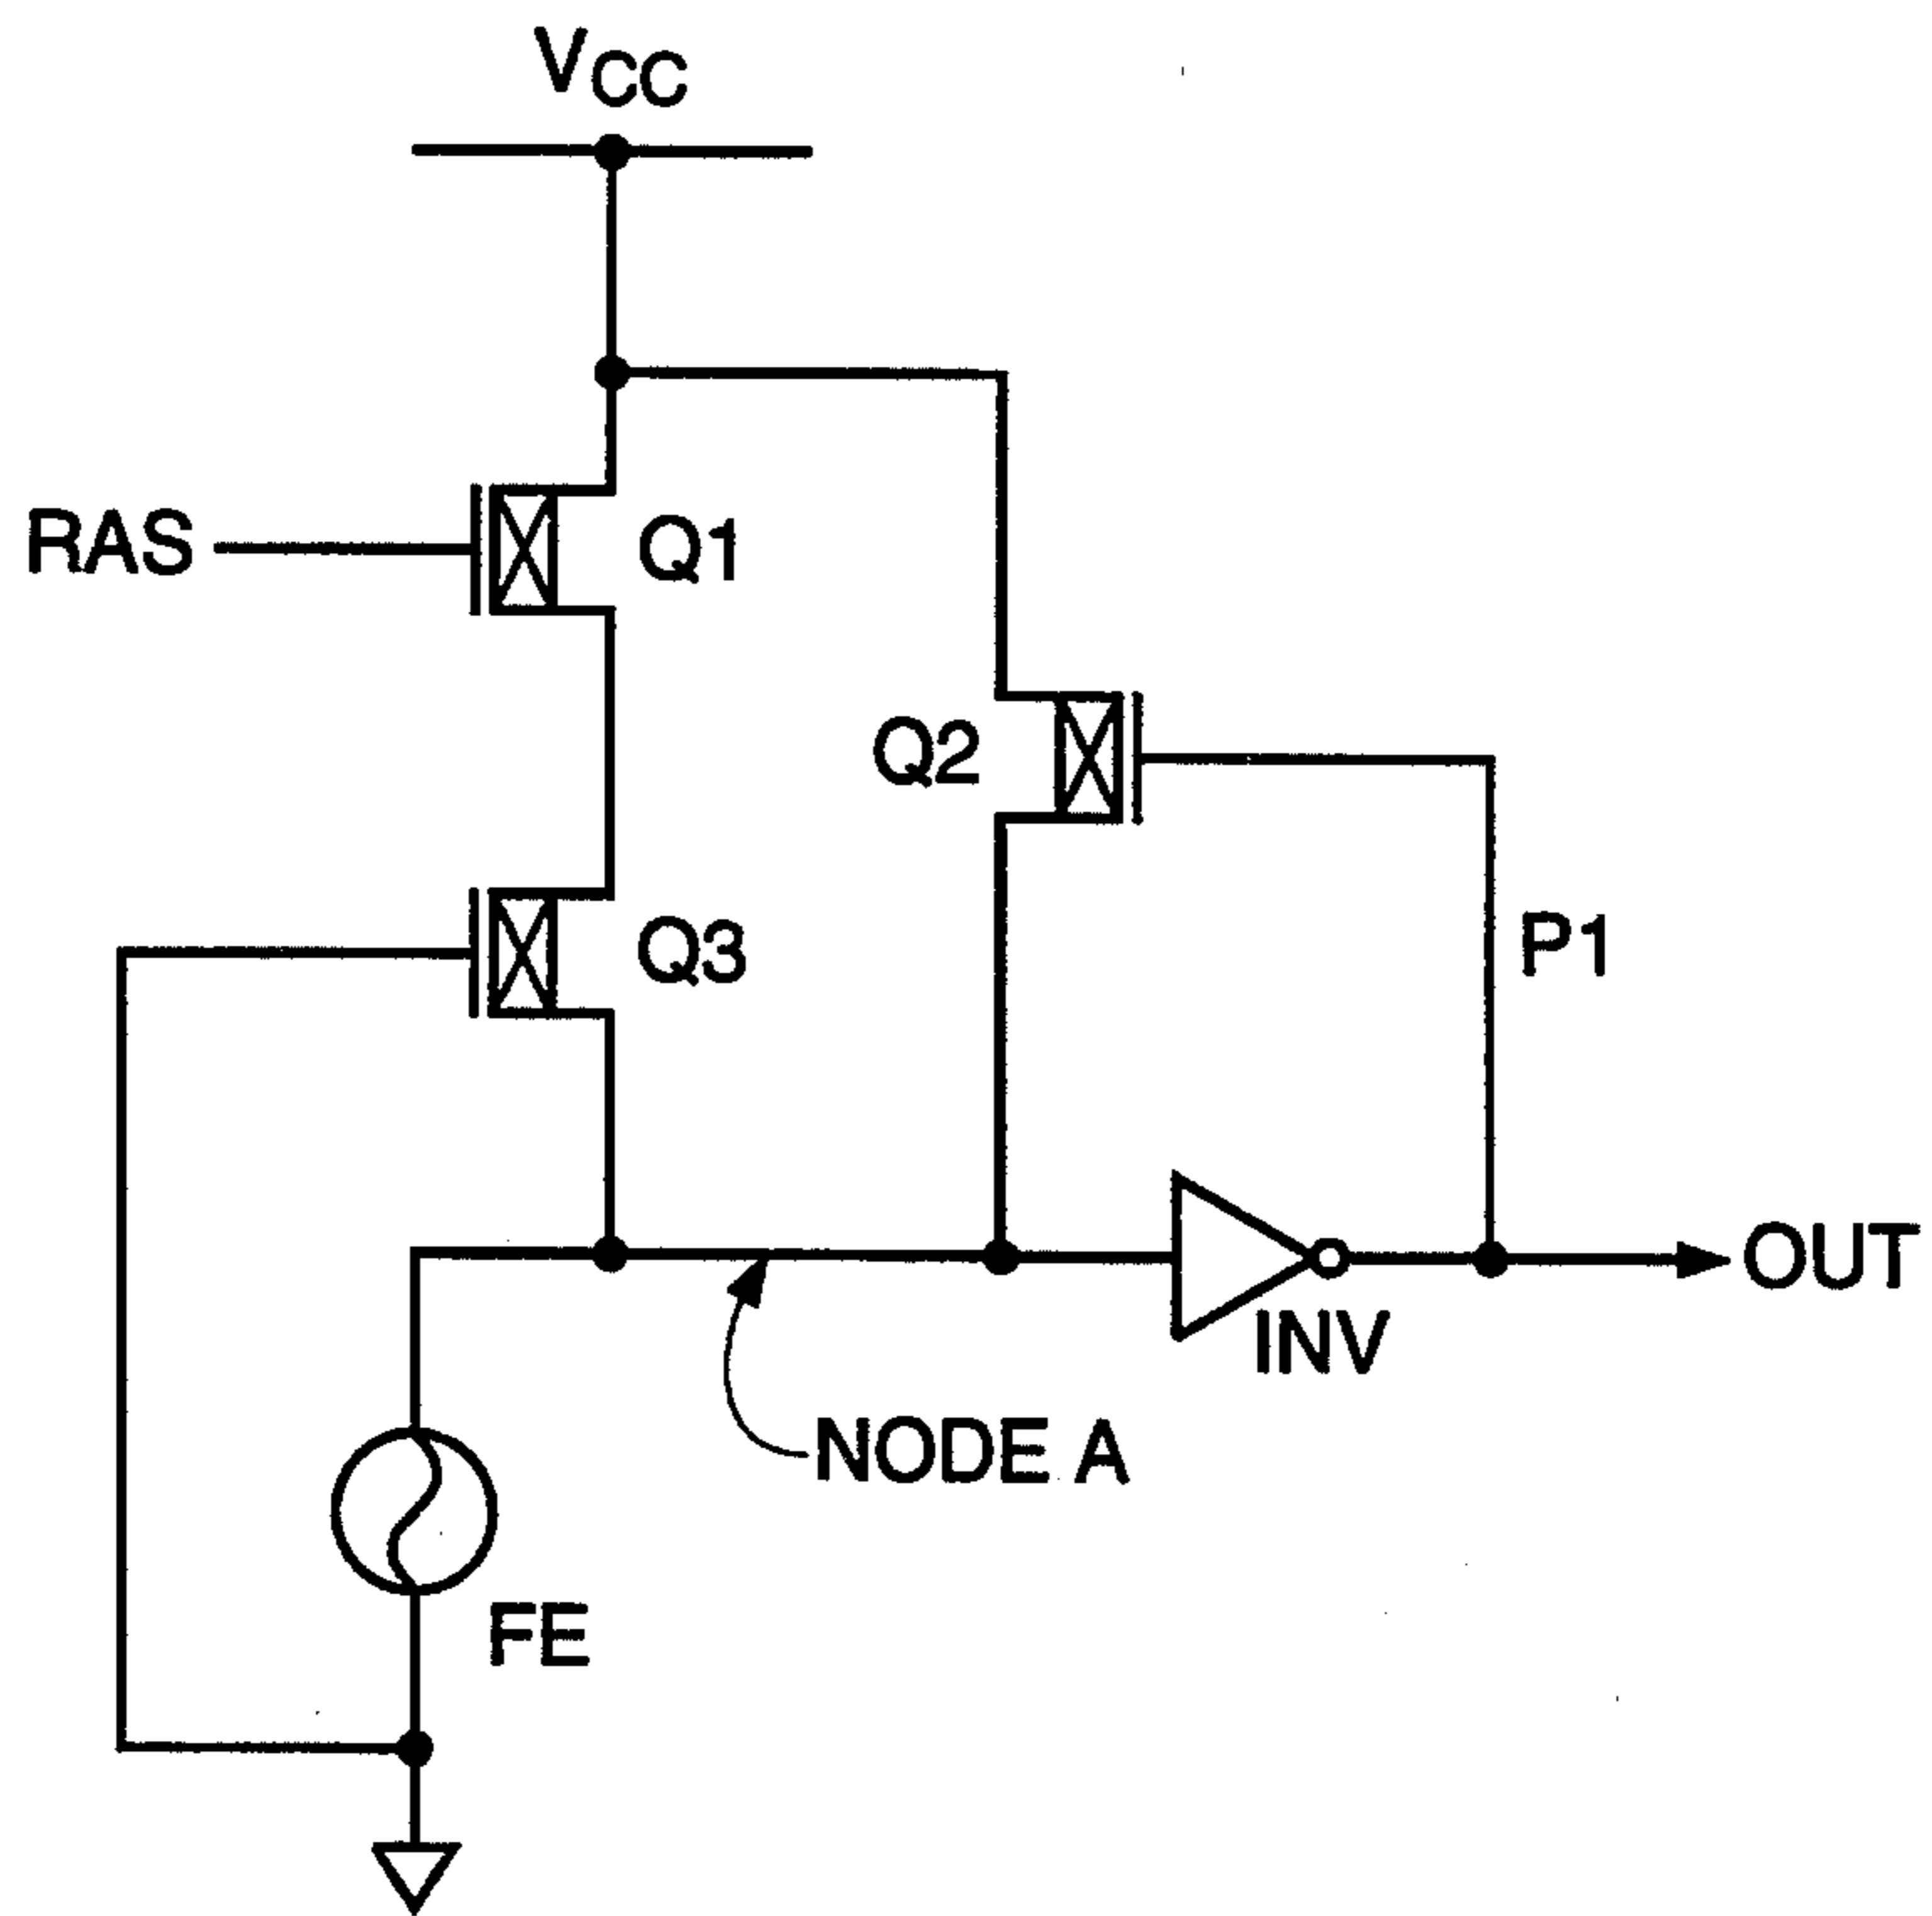 VCC
RAS
Q1
Q2
Q3
P1
OUT
INV
NODE A
FE